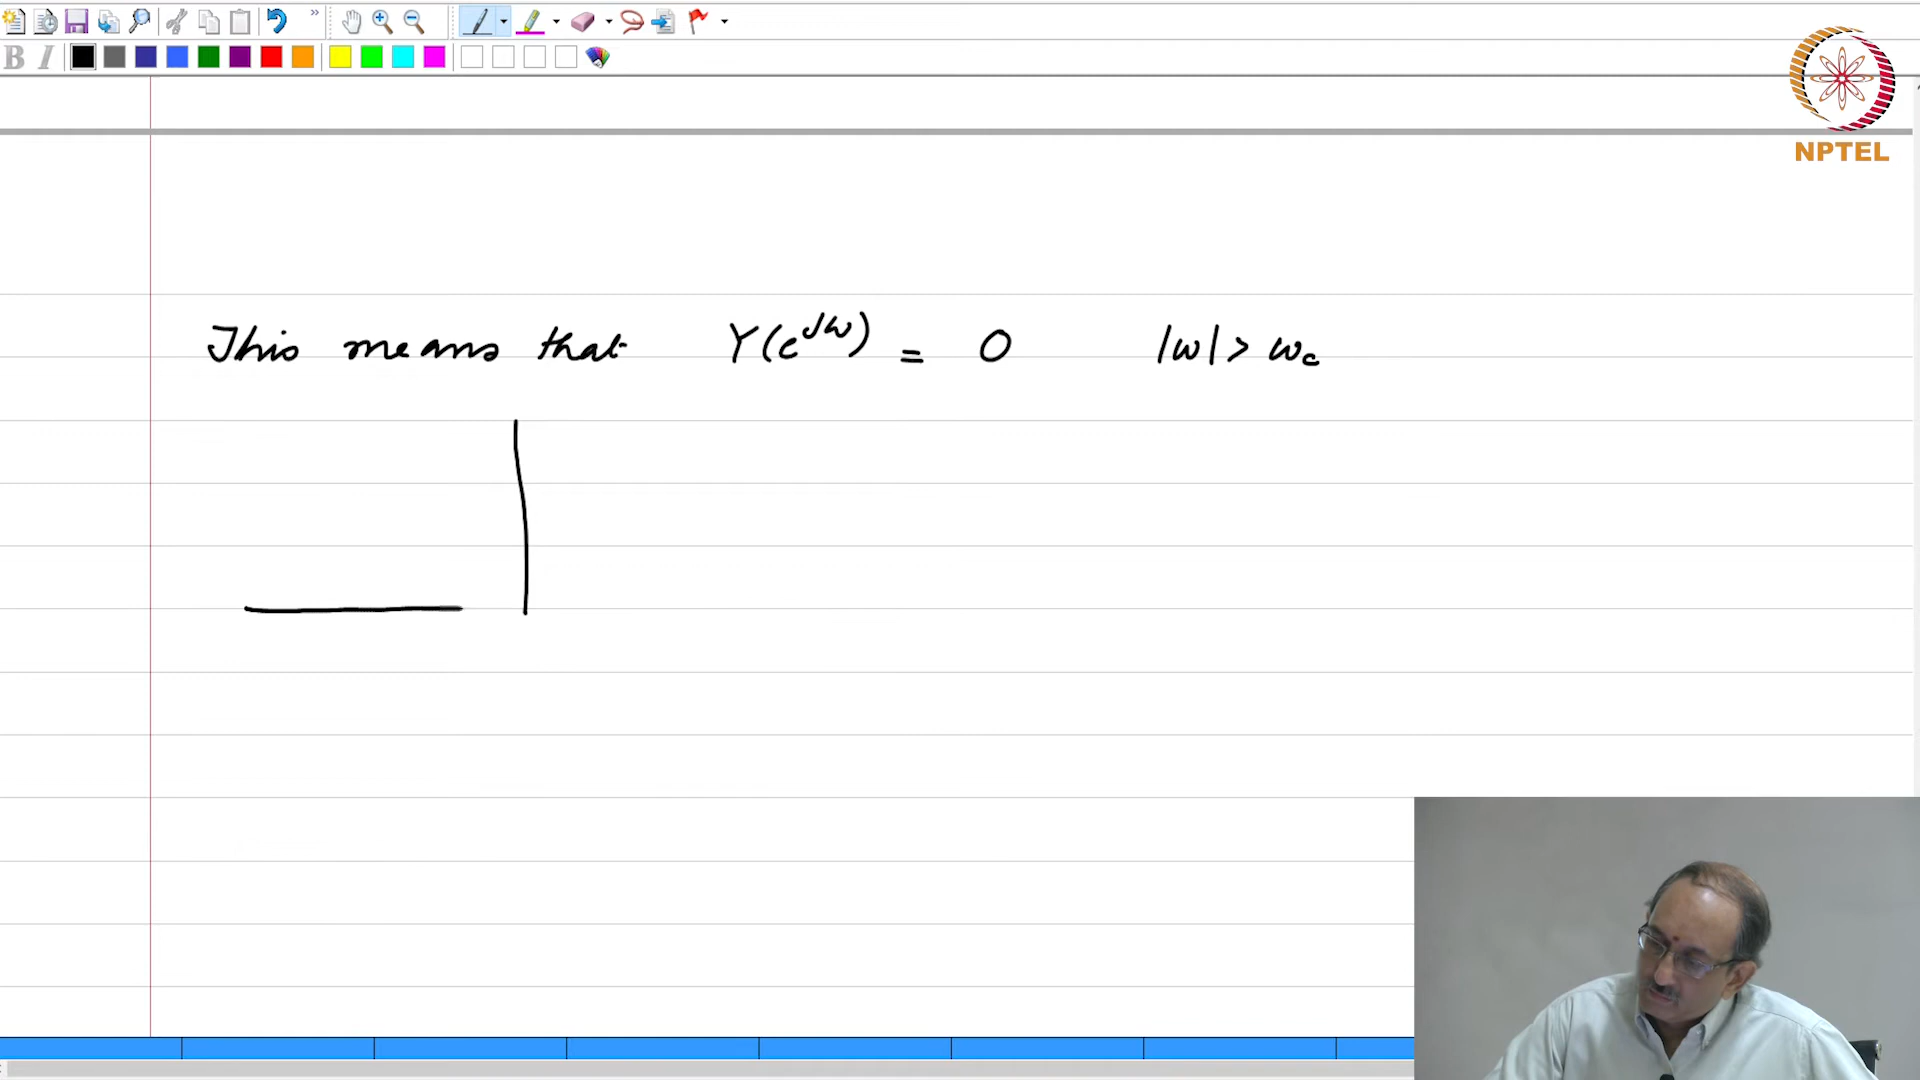 B I
NPTEL
This means that Y(e^{jω}) = 0 |ω| > ω_c